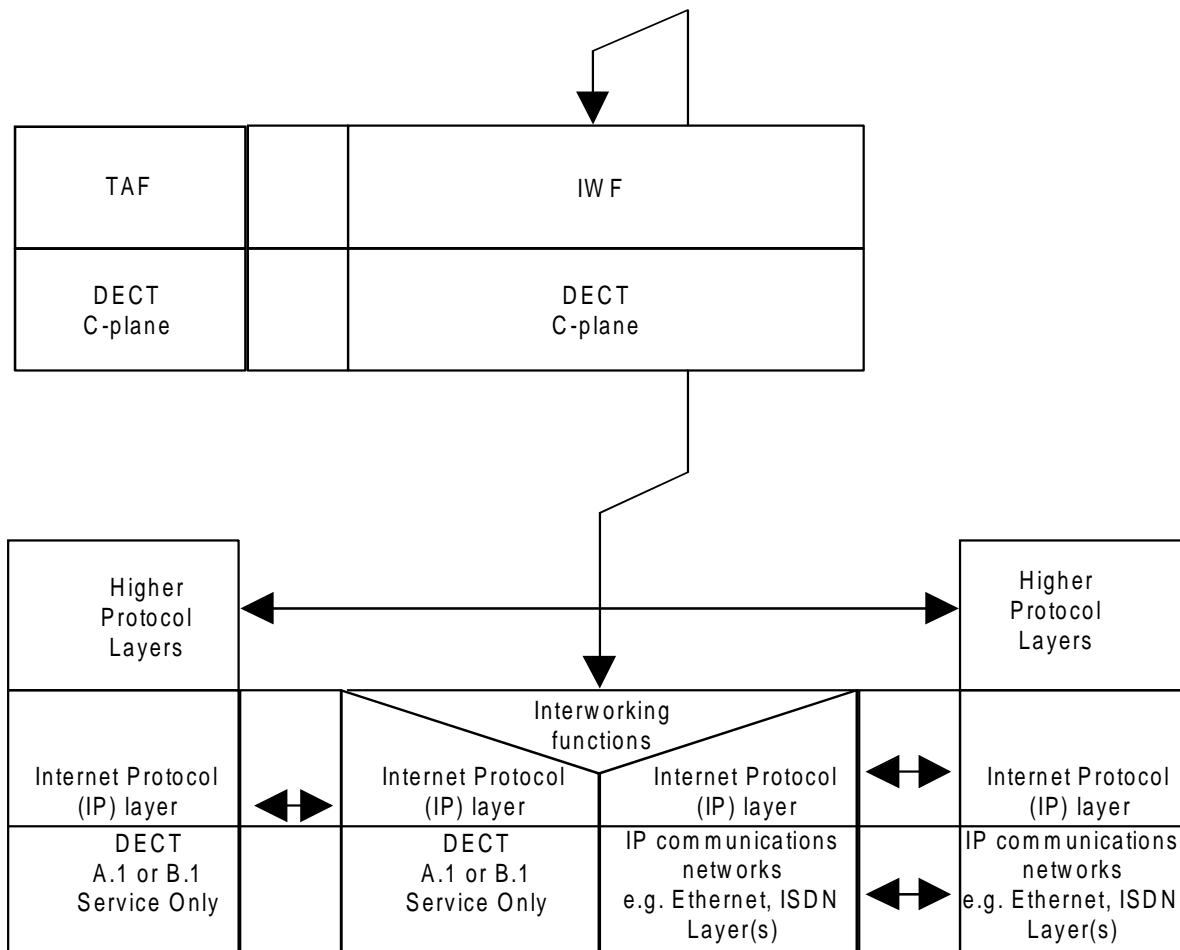 TAF
IWF
DECT
C-plane
DECT
C-plane
Higher
Protocol
Layers
Higher
Protocol
Layers
Interworking
functions
Internet Protocol
(IP) layer
Internet Protocol
(IP) layer
Internet Protocol
(IP) layer
Internet Protocol
(IP) layer
DECT
A.1 or B.1
Service Only
DECT
A.1 or B.1
Service Only
IP communications
networks
e.g. Ethernet, ISDN
Layer(s)
IP communications
networks
e.g. Ethernet, ISDN
Layer(s)